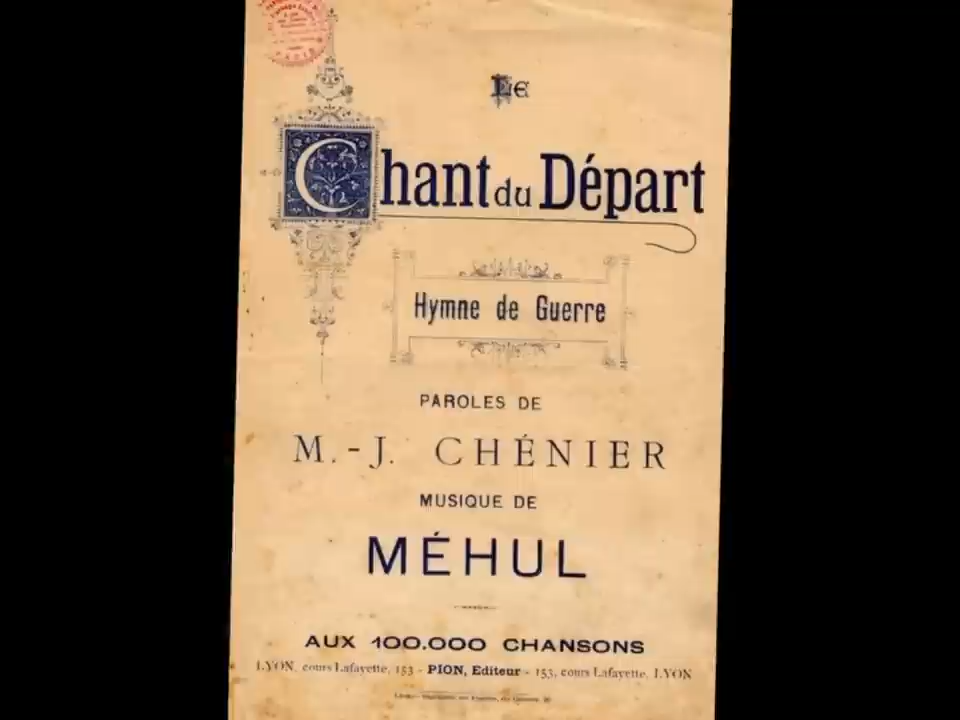 LE
Chant du Départ
Hymne de Guerre
PAROLES DE
M.-J. CHÉNIER
MUSIQUE DE
MÉHUL
AUX 100.000 CHANSONS
LYON, cours Lafayette, 153 - PION, Editeur - 153, cours Lafayette, LYON